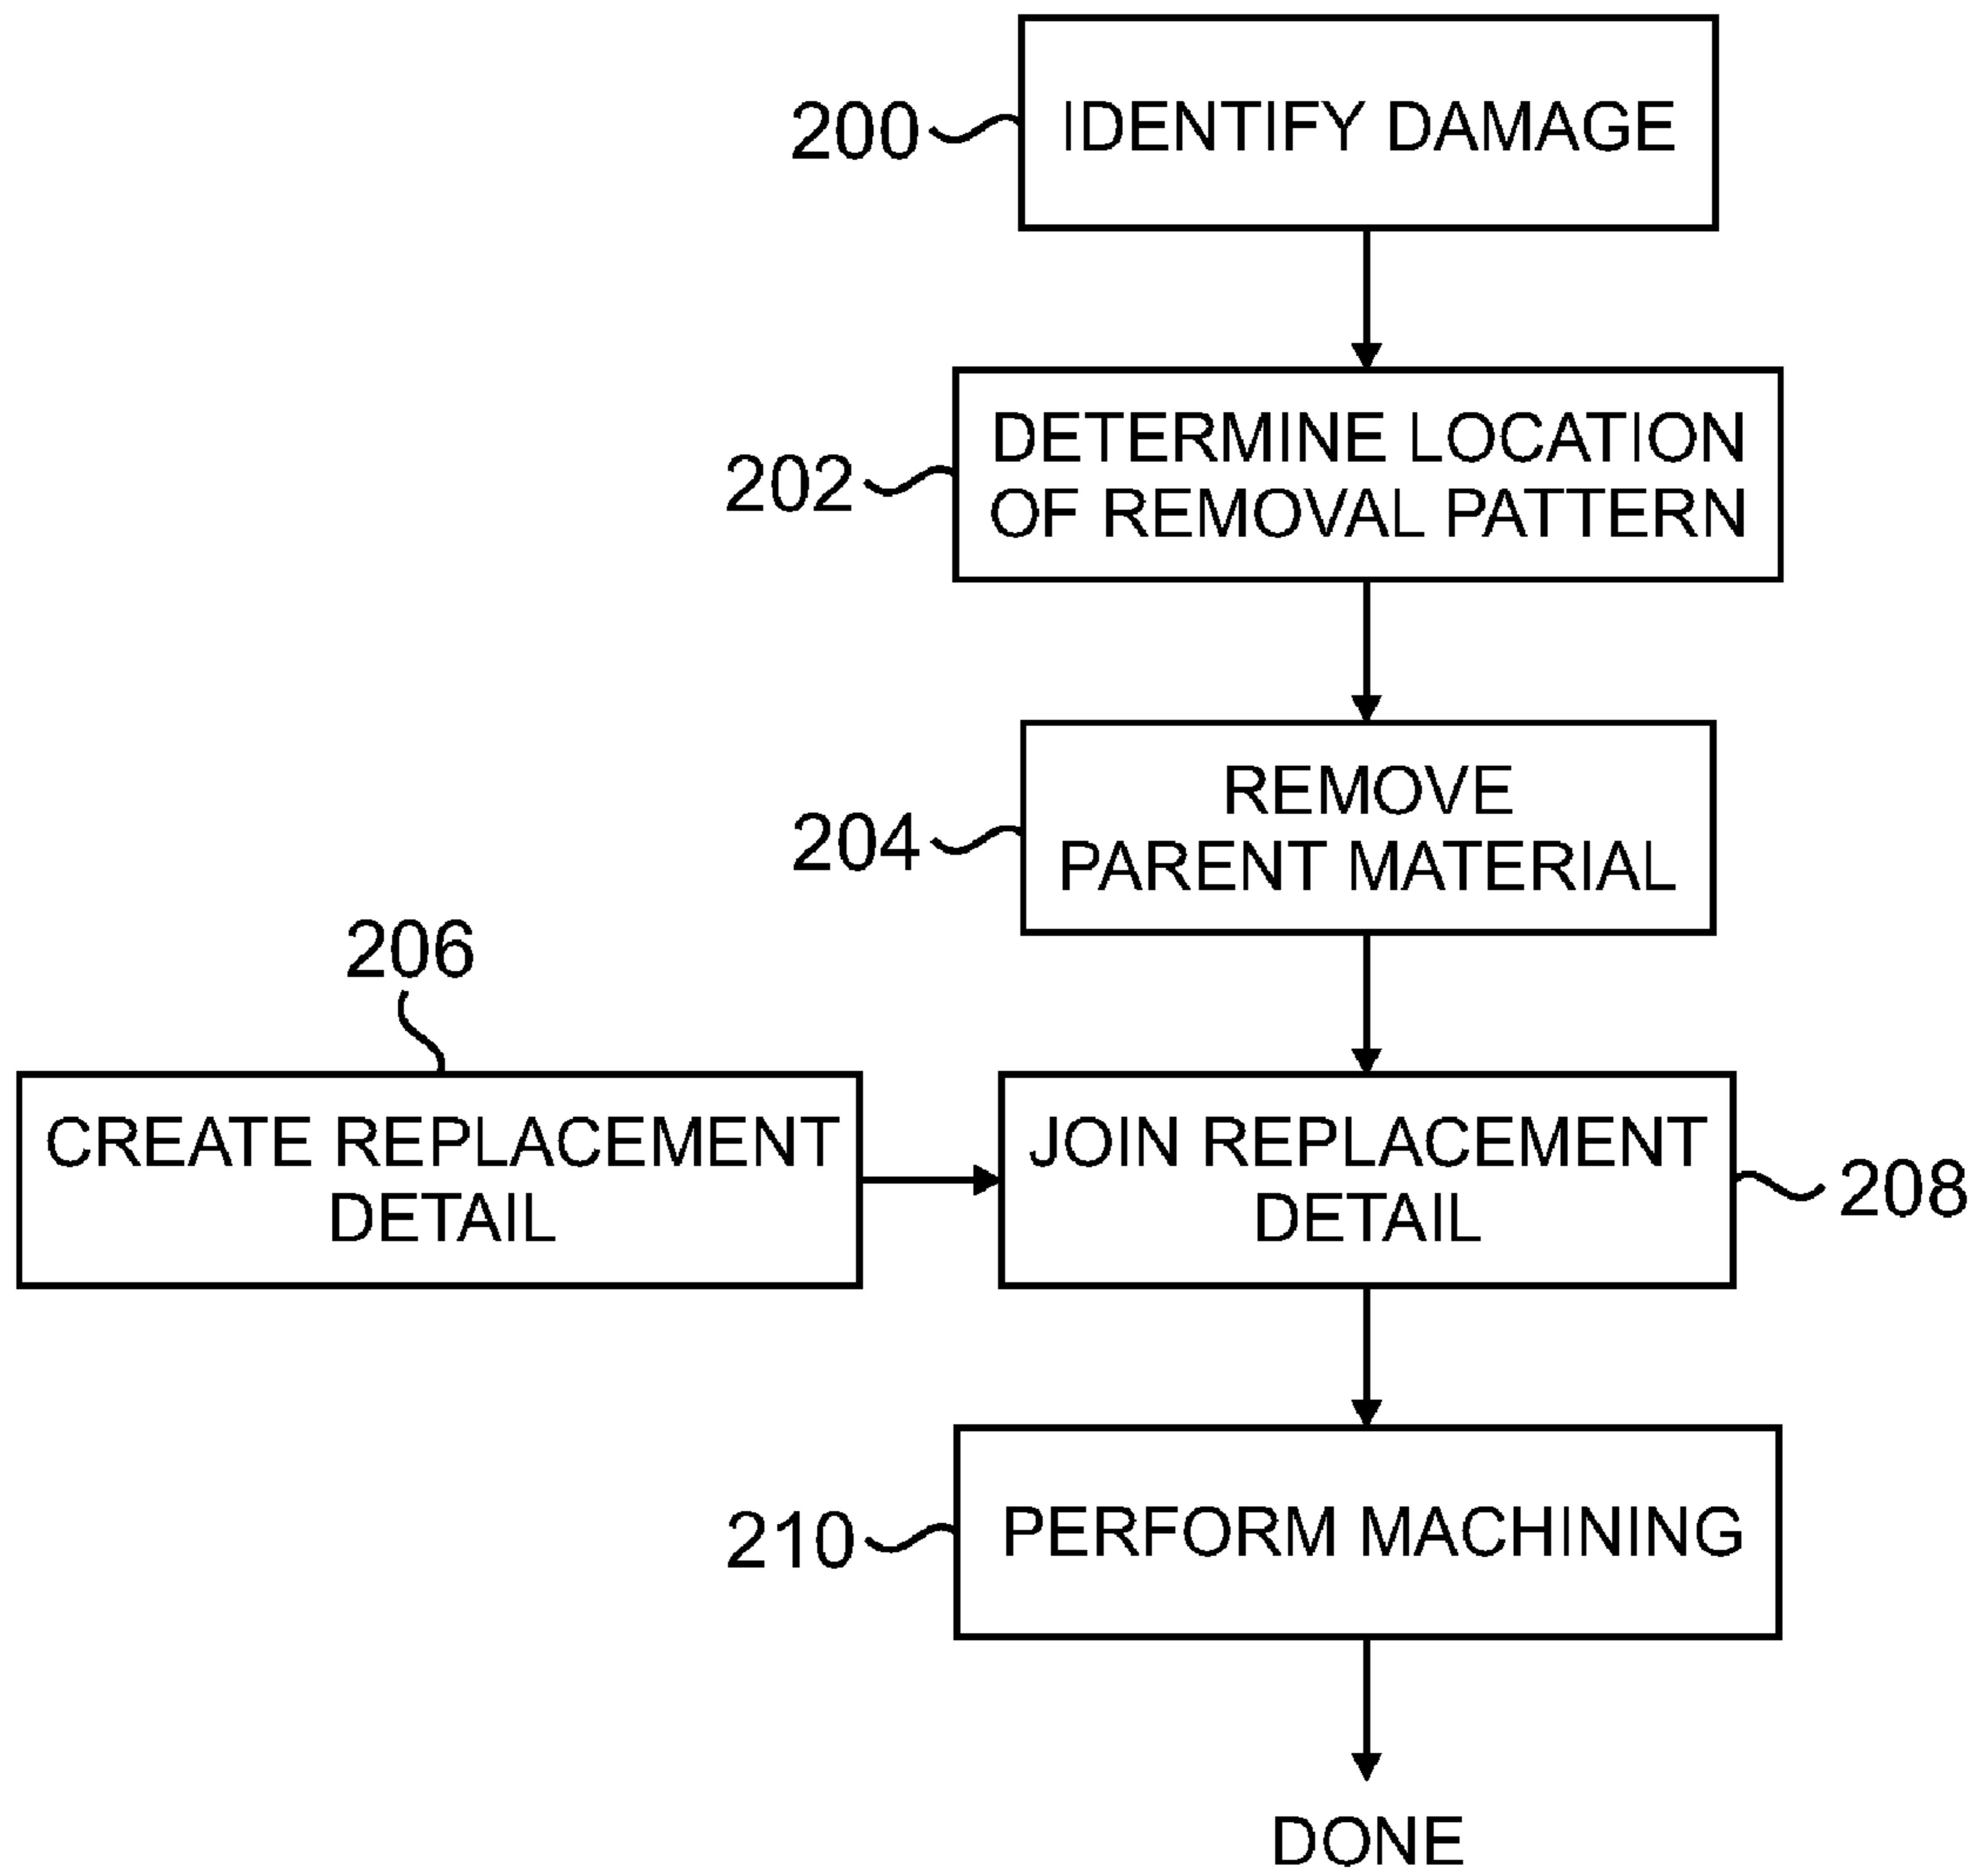 200
IDENTIFY DAMAGE
202
DETERMINE LOCATION
OF REMOVAL PATTERN
204
REMOVE
PARENT MATERIAL
206
CREATE REPLACEMENT
DETAIL
JOIN REPLACEMENT
DETAIL
208
210
PERFORM MACHINING
DONE